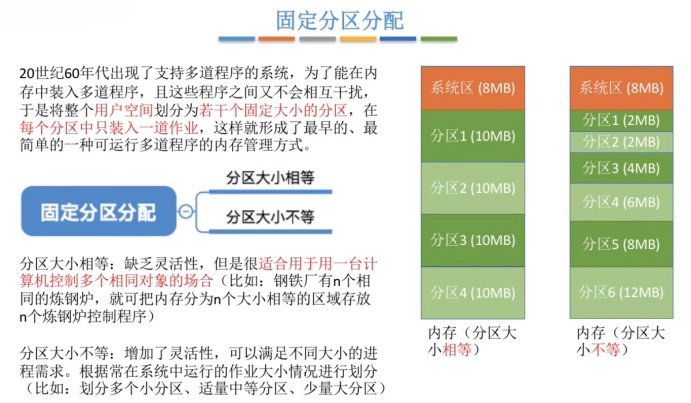 固定分区分配
20世纪60年代出现了支持多道程序的系统，为了能在内
存中装入多道程序，且这些程序之间又不会相互干扰，
于是将整个用户空间划分为若干个固定大小的分区，在
每个分区中只装入一道作业，这样就形成了最早的、最
简单的一种可运行多道程序的内存管理方式。
固定分区分配
分区大小相等
分区大小不等
分区大小相等：缺乏灵活性，但是很适合用于用一台计
算机控制多个相同对象的场合（比如：钢铁厂有n个相
同的炼钢炉，就可把内存分为n个大小相等的区域存放
n个炼钢炉控制程序）
分区大小不等：增加了灵活性，可以满足不同大小的进
程需求。根据常在系统中运行的作业大小情况进行划分
（比如：划分多个小分区、适量中等分区、少量大分区）
系统区 (8MB)
分区1 (10MB)
分区2 (10MB)
分区3 (10MB)
分区4 (10MB)
内存（分区大
小相等）
系统区 (8MB)
分区1 (2MB)
分区2 (2MB)
分区3 (4MB)
分区4 (6MB)
分区5 (8MB)
分区6 (12MB)
内存（分区大
小不等）